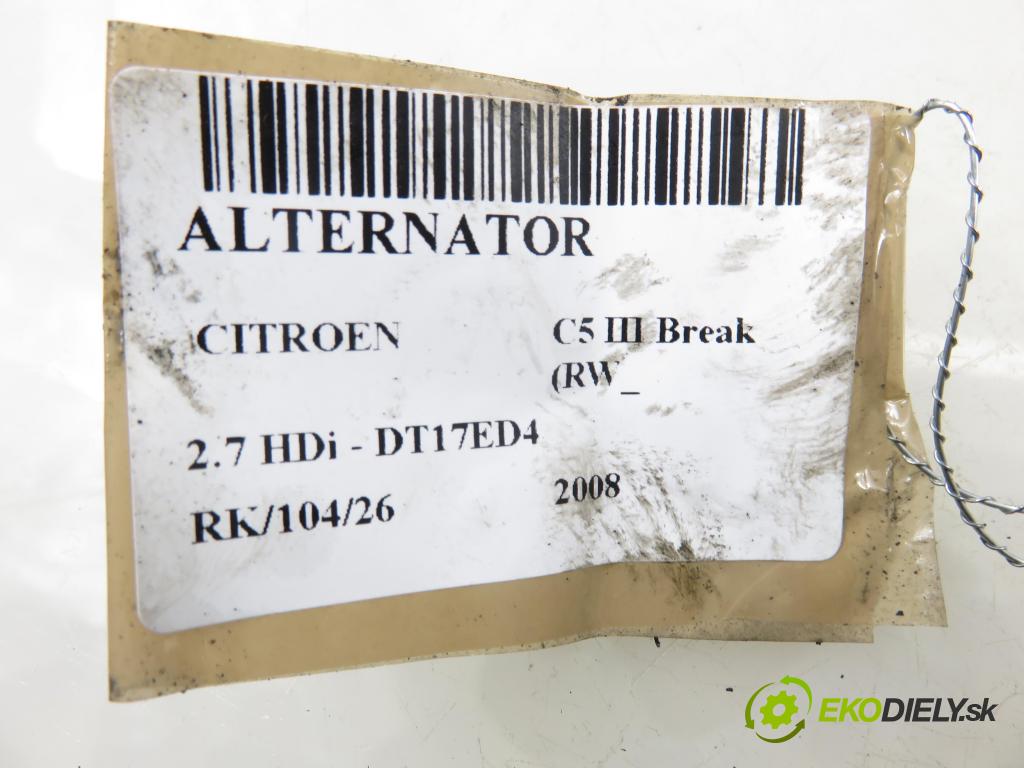 ALTERNATOR
CITROEN C5 III Break
(RW_
2.7 HDi - DT17ED4
RK/104/26 2008
EKODIELY.sk